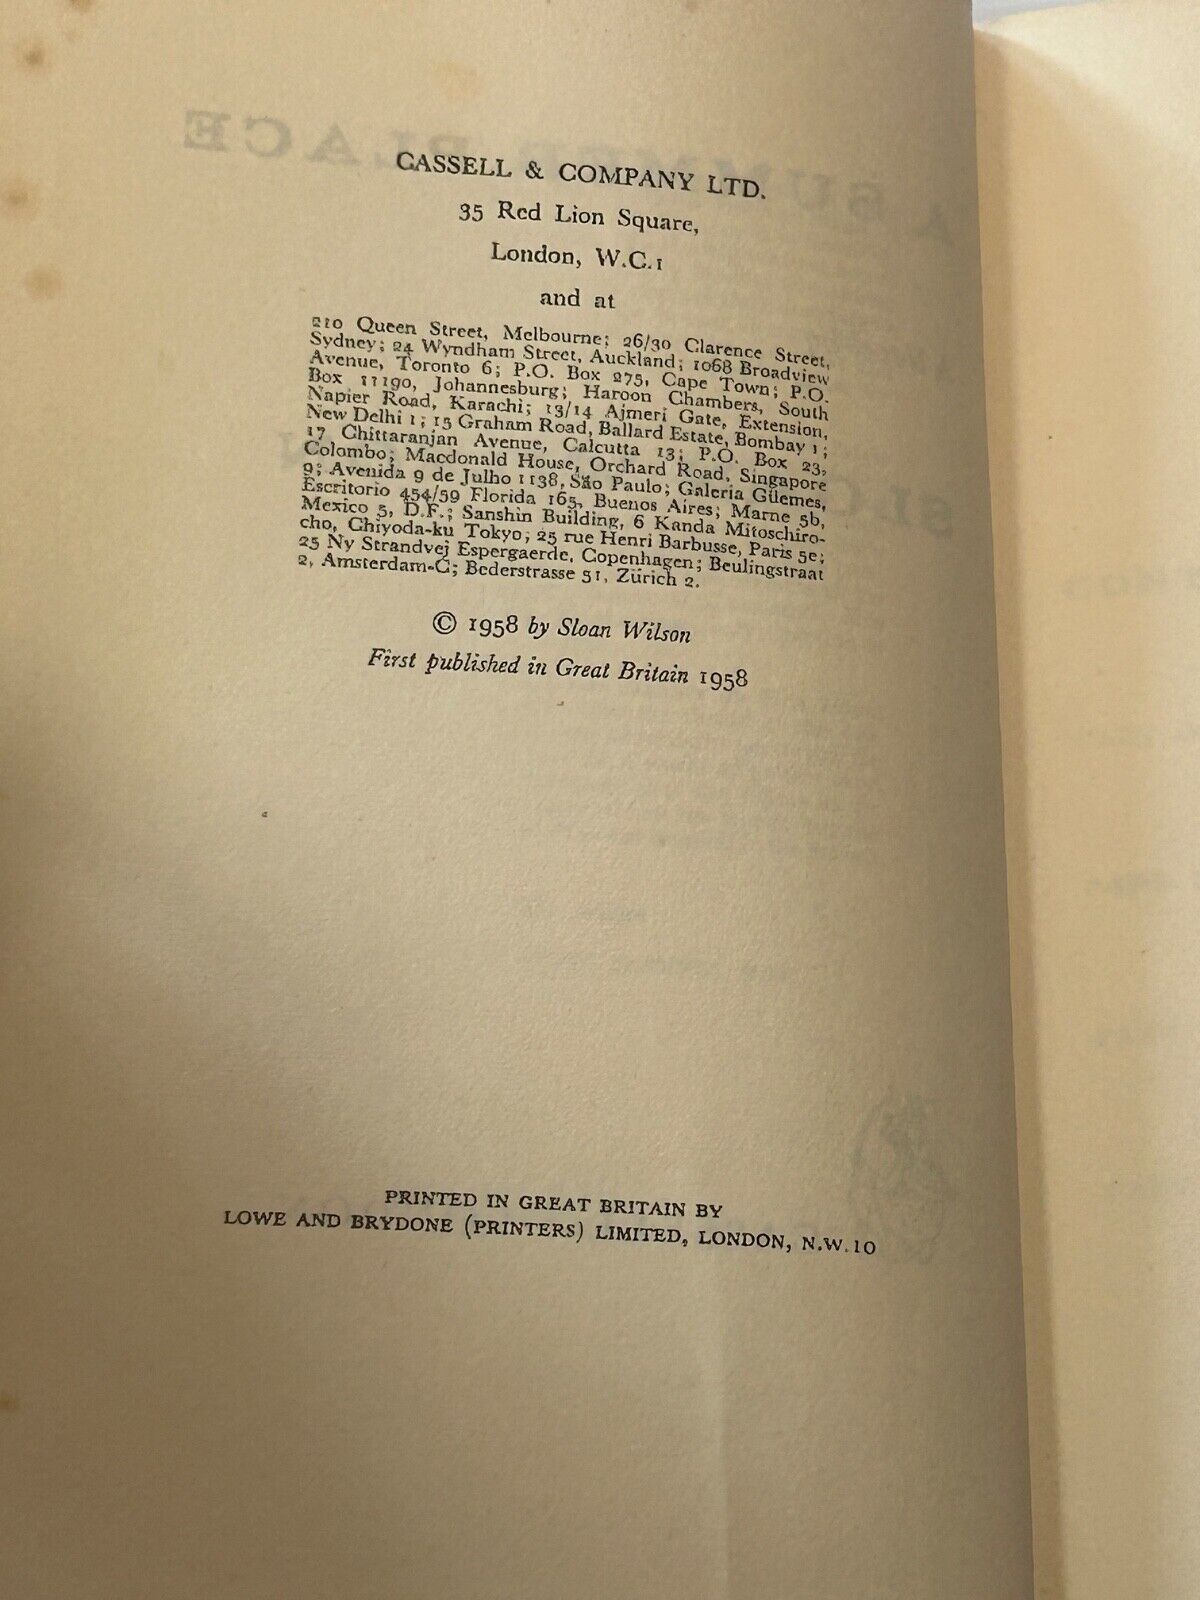 CASSELL & COMPANY LTD.
35 Red Lion Square,
London, W.C.1
and at
210 Queen Street, Melbourne; 26/30 Clarence Street,
Sydney; 24 Wyndham Street, Auckland; 1068 Broadview
Avenue, Toronto 6; P.O. Box 275, Cape Town; P.O.
Box 11190, Johannesburg; Haroon Chambers, South
Napier Road, Karachi; 13/14 Ajmeri Gate, Extension,
New Delhi 1; 15 Graham Road, Ballard Estate, Bombay 1;
17 Chittaranjan Avenue, Calcutta 13; P.O. Box 23,
Colombo; Macdonald House, Orchard Road, Singapore
9; Avenida 9 de Julho 1138, São Paulo; Galeria Güemes,
Escritorio 454/59 Florida 165, Buenos Aires; Marne 5b,
Mexico 5, D.F.; Sanshin Building, 6 Kanda Mitoschiro-
cho, Chiyoda-ku Tokyo; 25 rue Henri Barbusse, Paris 5e;
25 Ny Strandvej Espergaerde, Copenhagen; Beulingstraat
2, Amsterdam-C; Bederstrasse 51, Zürich 2.
© 1958 by Sloan Wilson
First published in Great Britain 1958
PRINTED IN GREAT BRITAIN BY
LOWE AND BRYDONE (PRINTERS) LIMITED, LONDON, N.W.10